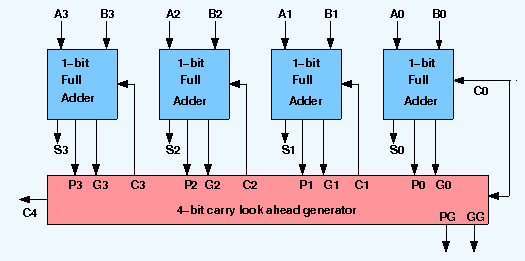 A3 B3 A2 B2 A1 B1 A0 B0
1-bit 1-bit 1-bit 1-bit
Full Full Full Full
Adder Adder Adder Adder
C0
S3 S2 S1 S0
P3 G3 C3 P2 G2 C2 P1 G1 C1 P0 G0
C4
4-bit carry look ahead generator
PG GG